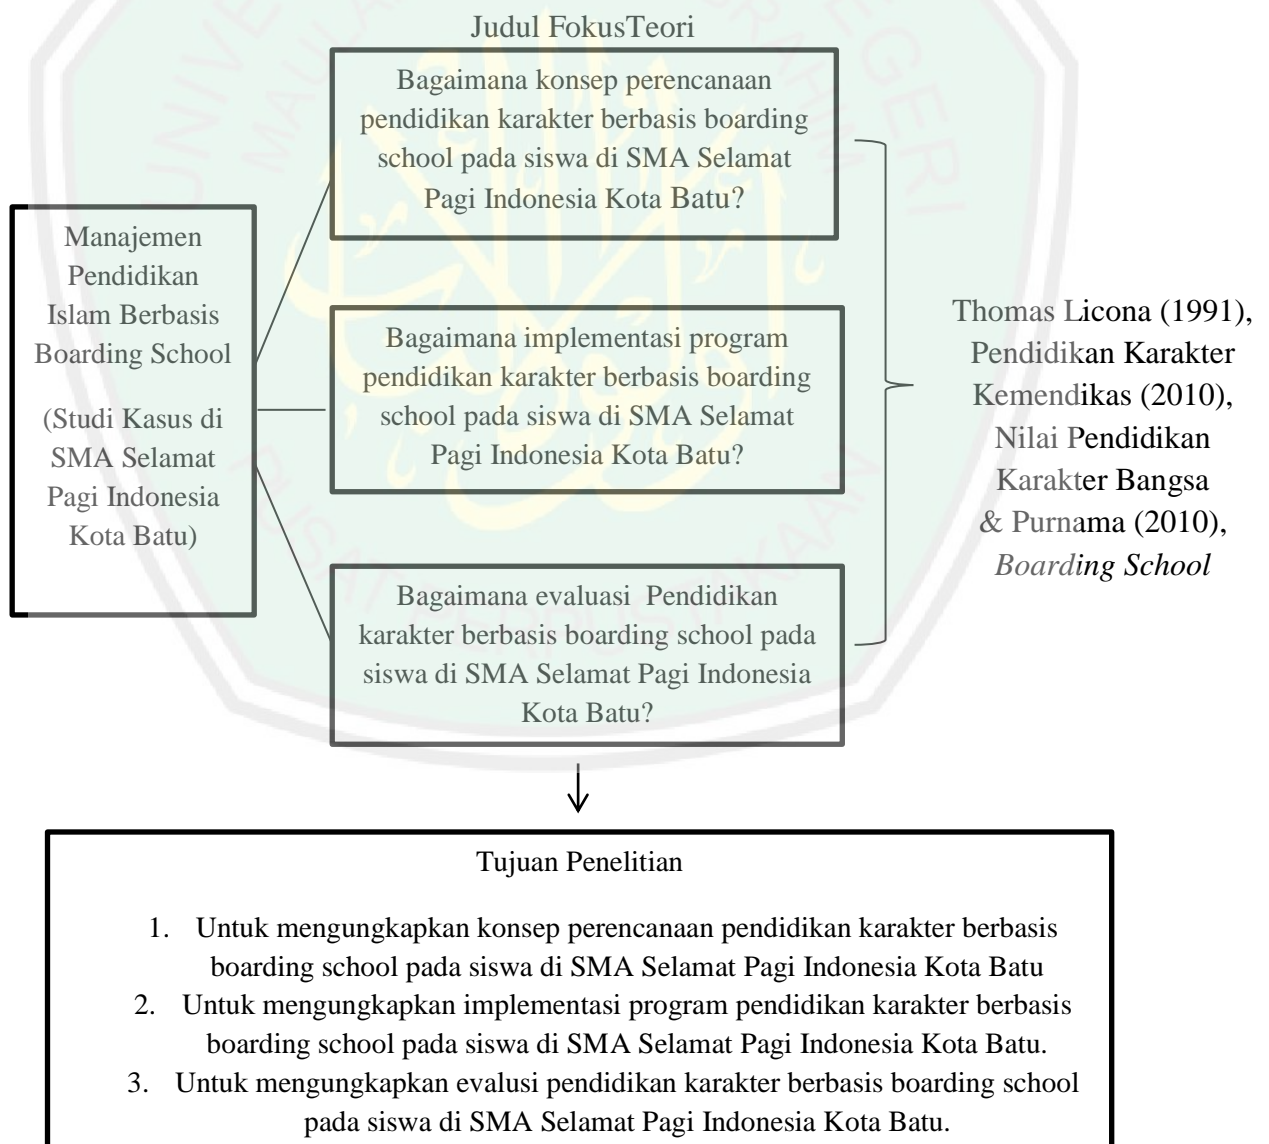 Judul FokusTeori
Manajemen
Pendidikan
Islam Berbasis
Boarding School
(Studi Kasus di
SMA Selamat
Pagi Indonesia
Kota Batu)
Bagaimana konsep perencanaan
pendidikan karakter berbasis boarding
school pada siswa di SMA Selamat
Pagi Indonesia Kota Batu?
Bagaimana implementasi program
pendidikan karakter berbasis boarding
school pada siswa di SMA Selamat
Pagi Indonesia Kota Batu?
Bagaimana evaluasi  Pendidikan
karakter berbasis boarding school pada
siswa di SMA Selamat Pagi Indonesia
Kota Batu?
Thomas Licona (1991),
Pendidikan Karakter
Kemendikas (2010),
Nilai Pendidikan
Karakter Bangsa
& Purnama (2010),
Boarding School
Tujuan Penelitian
1. Untuk mengungkapkan konsep perencanaan pendidikan karakter berbasis
boarding school pada siswa di SMA Selamat Pagi Indonesia Kota Batu
2. Untuk mengungkapkan implementasi program pendidikan karakter berbasis
boarding school pada siswa di SMA Selamat Pagi Indonesia Kota Batu.
3. Untuk mengungkapkan evalusi pendidikan karakter berbasis boarding school
pada siswa di SMA Selamat Pagi Indonesia Kota Batu.
PUSAT PERPUSTAKAAN